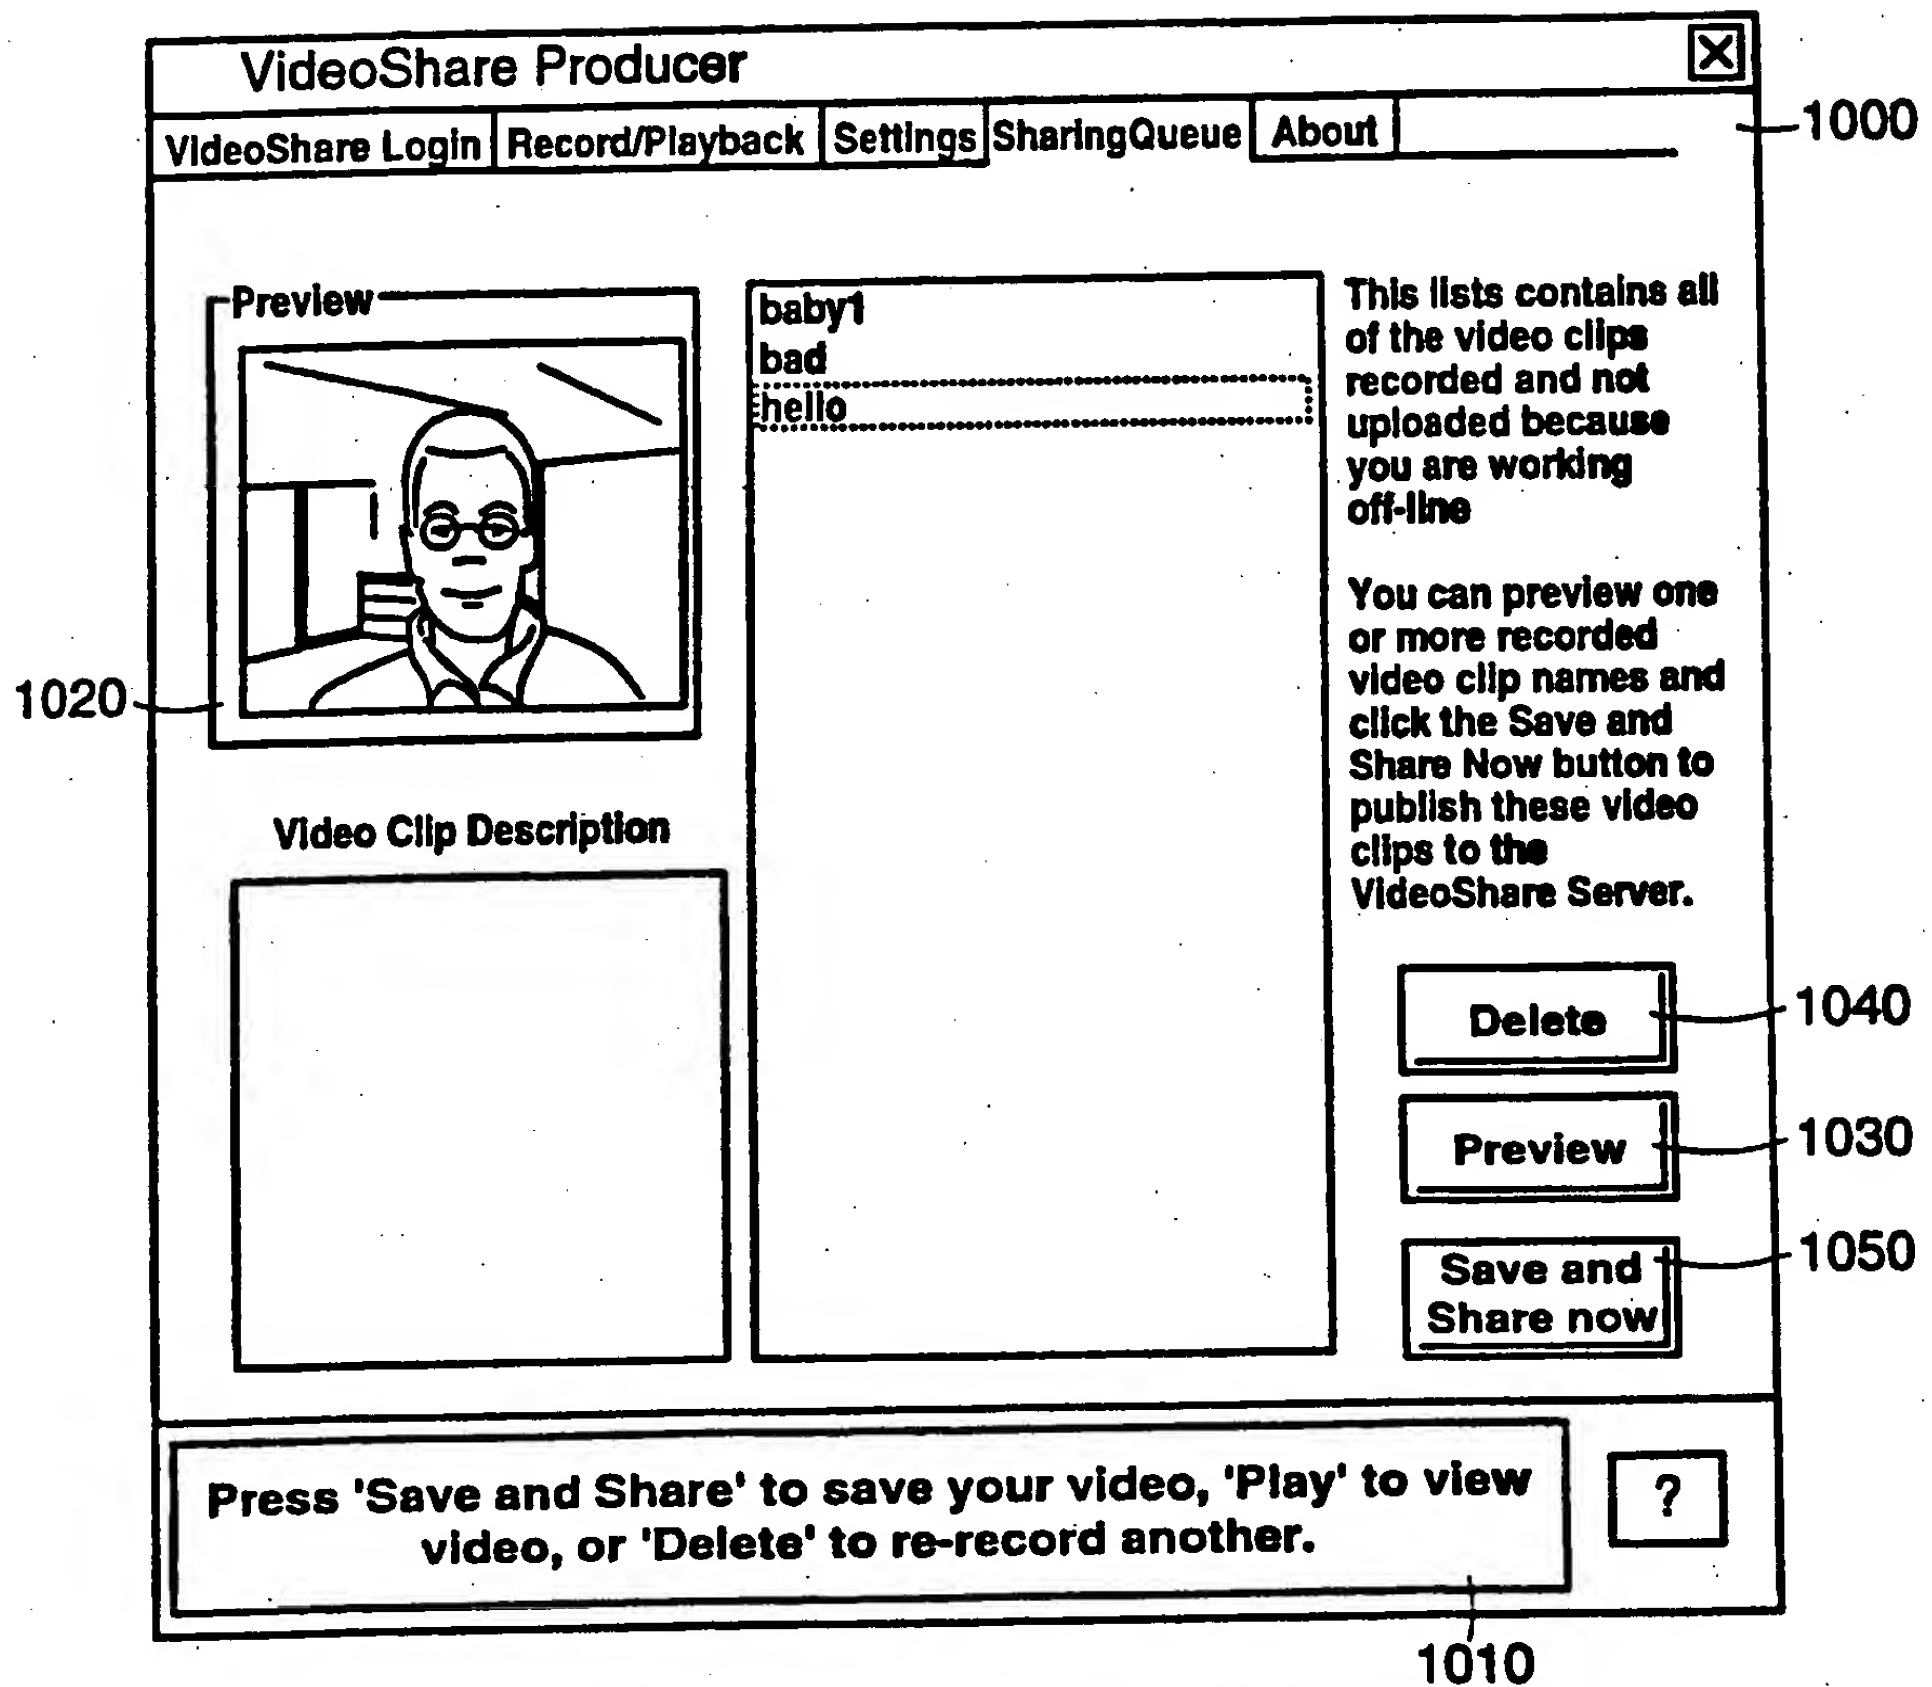 VideoShare Producer
X
1000
VideoShare Login
Record/Playback
Settings
SharingQueue
About
Preview
1020
Video Clip Description
baby1
bad
hello
This lists contains all
of the video clips
recorded and not
uploaded because
you are working
off-line
You can preview one
or more recorded
video clip names and
click the Save and
Share Now button to
publish these video
clips to the
VideoShare Server.
Delete
1040
Preview
1030
Save and
Share now
1050
Press 'Save and Share' to save your video, 'Play' to view
video, or 'Delete' to re-record another.
?
1010